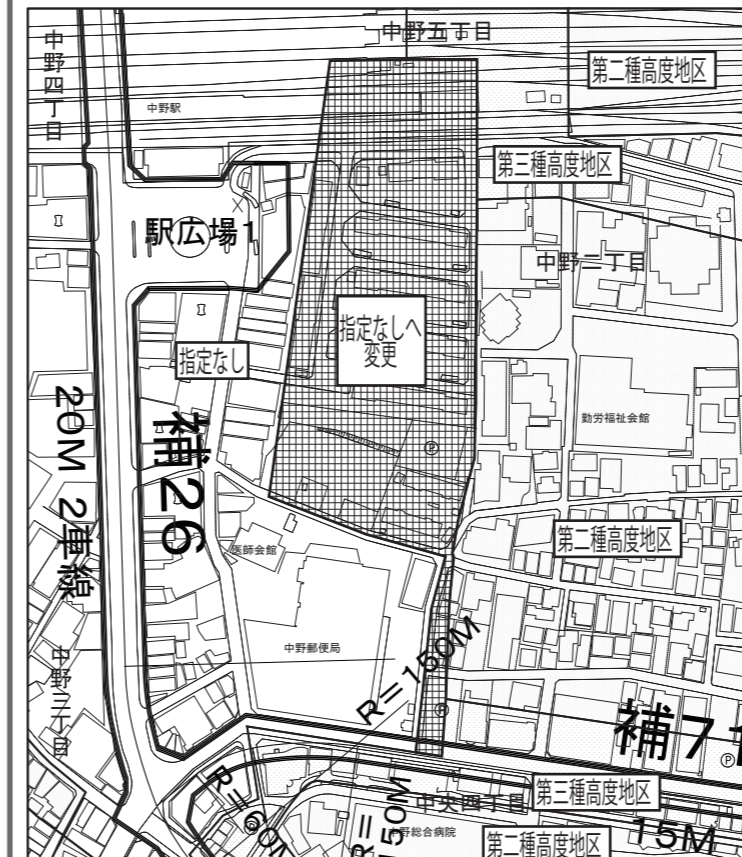 中野五丁目
中野四丁目
第二種高度地区
中野駅
第三種高度地区
駅広場1
中野二丁目
指定なしへ
変更
指定なし
勤労福祉会館
20M 2車線
補26
P
第二種高度地区
医師会館
中野郵便局
R=150M
中野三丁目
P
補71
P
R=60M
R=150M
中央四丁目
第三種高度地区
15M
中野総合病院
第二種高度地区